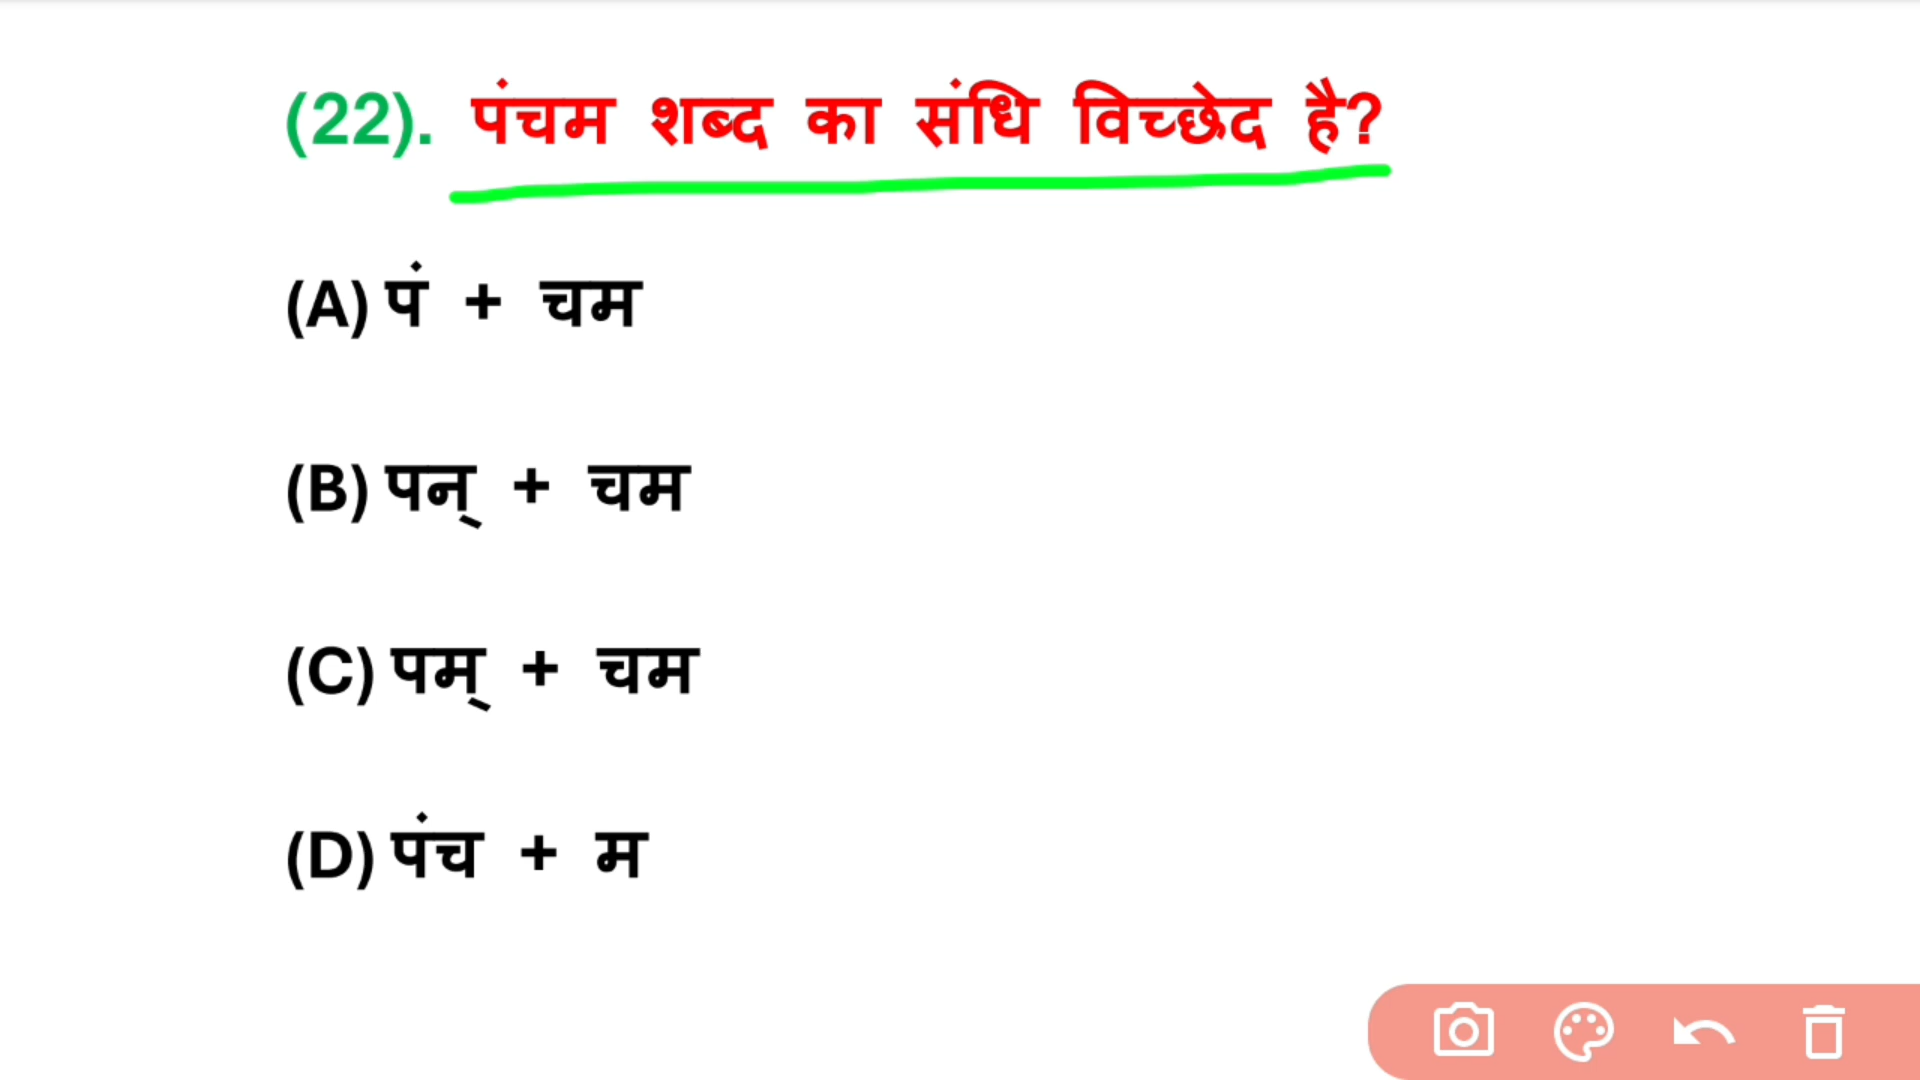 (22). पंचम शब्द का संधि विच्छेद है?
(A) पं + चम
(B) पन् + चम
(C) पम् + चम
(D) पंच + म